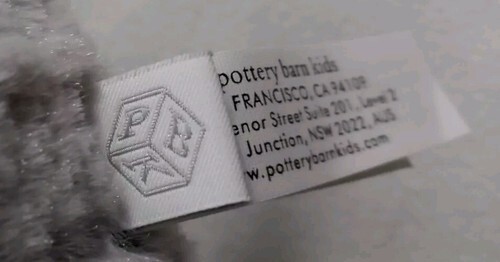 P B K
pottery barn kids
FRANCISCO, CA 94109
enor Street Suite 201, Level 2
Junction, NSW 2022, AUS
w.potterybarnkids.com